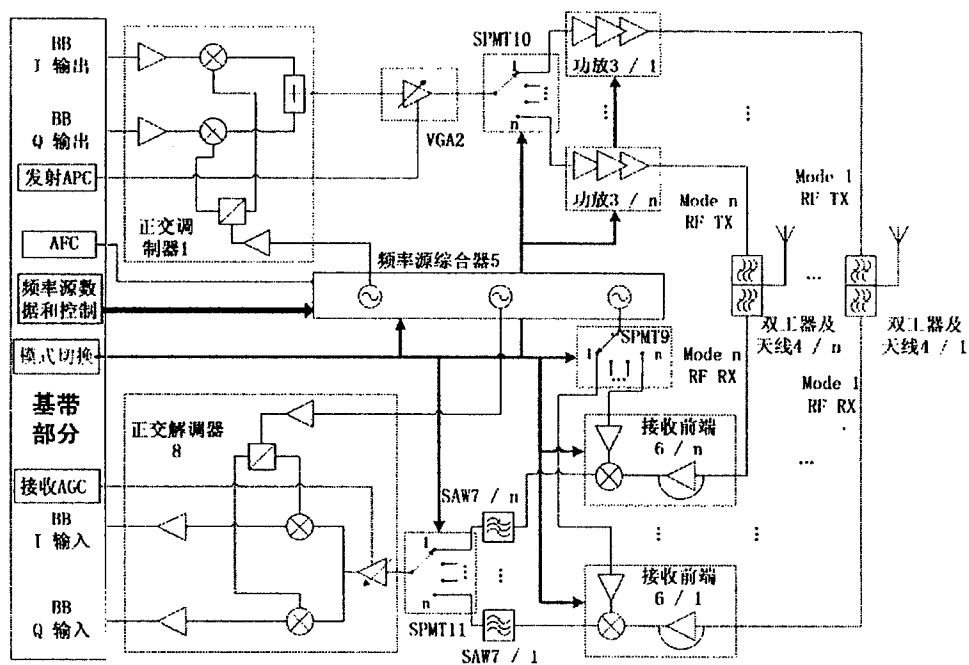 BB
I 输出
BB
Q 输出
发射APC
AFC
频率源数
据和控制
模式切换
基带
部分
接收AGC
BB
I 输入
BB
Q 输入
正交调
制器1
VGA2
SPMT10
1
n
功放3 / 1
功放3 / n
Mode n
RF TX
Mode 1
RF TX
频率源综合器5
双工器及
天线4 / n
双工器及
天线4 / 1
SPMT9
1
n
Mode n
RF RX
Mode 1
RF RX
正交解调器
8
接收前端
6 / n
SAW7 / n
1
n
SPMT11
SAW7 / 1
接收前端
6 / 1